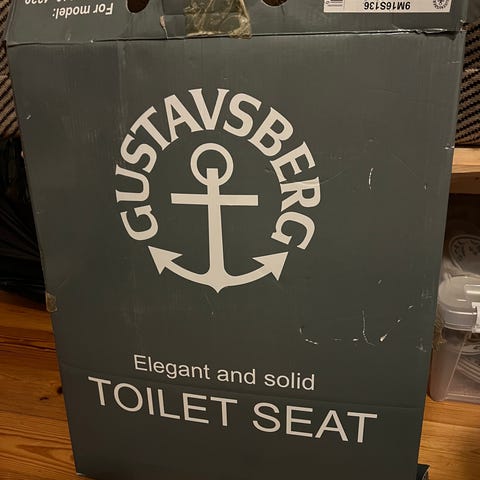 For model:
9M16S136
GUSTAVSBERG
Elegant and solid
TOILET SEAT